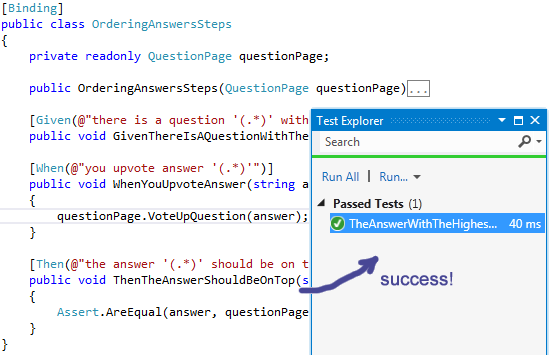 [Binding]
public class OrderingAnswersSteps
{
private readonly QuestionPage questionPage;
public OrderingAnswersSteps(QuestionPage questionPage)...
[Given(@"there is a question '(.*)' with
public void GivenThereIsAQuestionWithThe
[When(@"you upvote answer '(.*)'")]
public void WhenYouUpvoteAnswer(string a
{
questionPage.VoteUpQuestion(answer);
}
[Then(@"the answer '(.*)' should be on t
public void ThenTheAnswerShouldBeOnTop(s
{
Assert.AreEqual(answer, questionPage
}
}
Test Explorer
Search
Run All | Run...
Passed Tests (1)
TheAnswerWithTheHighes... 40 ms
success!